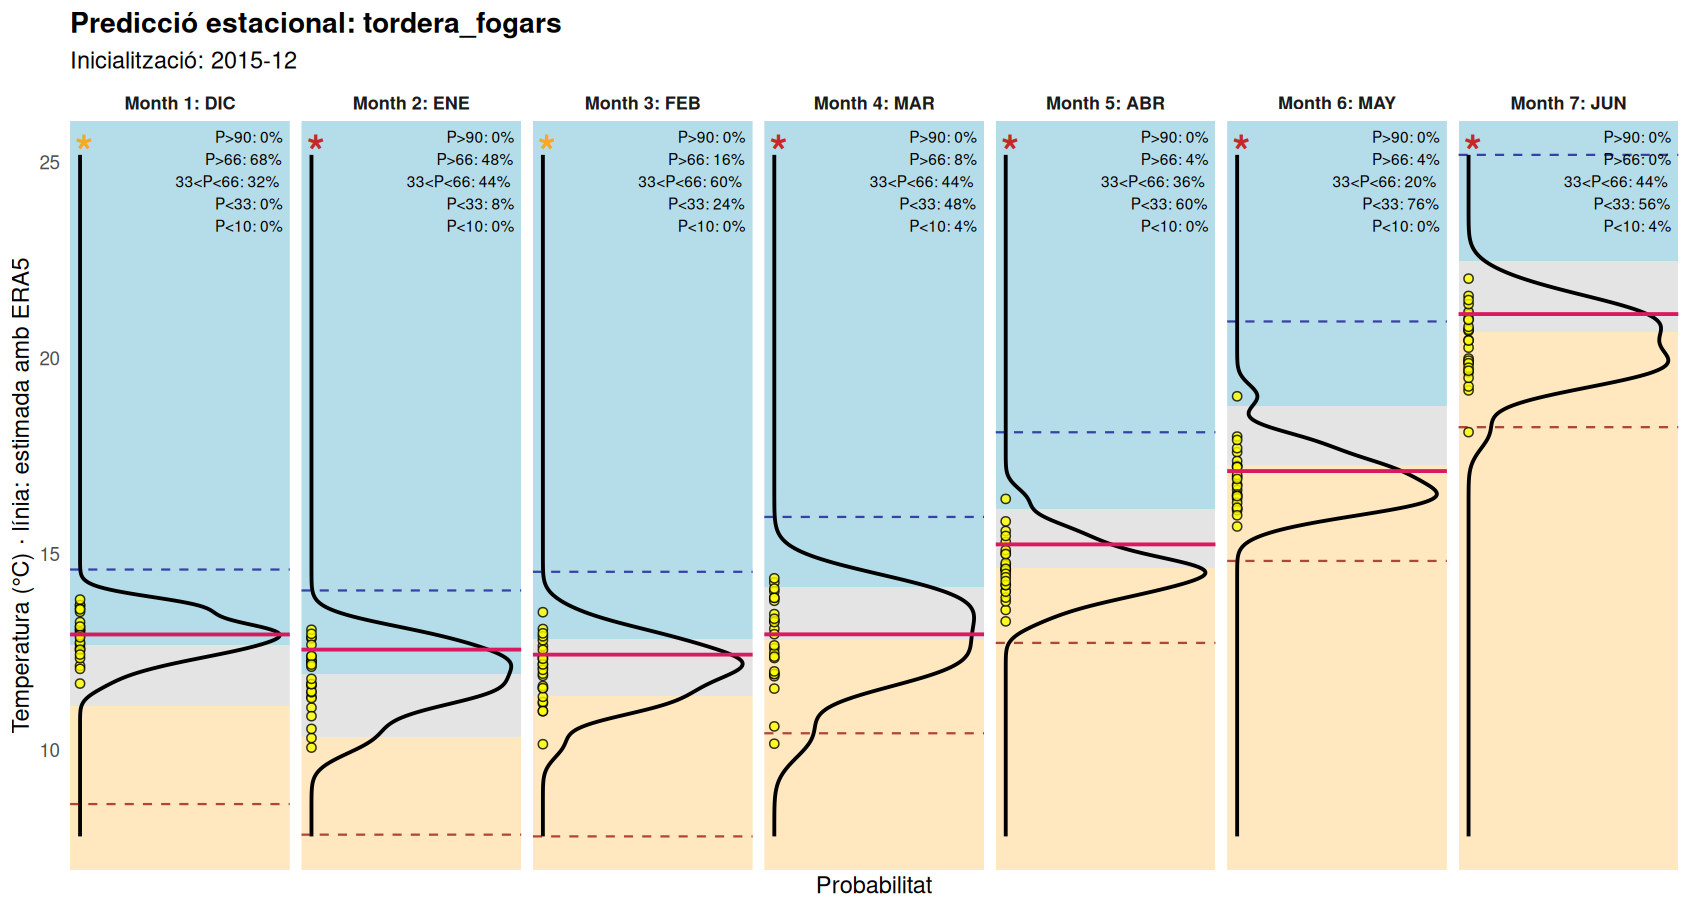 Predicció estacional: tordera_fogars
Inicialització: 2015-12
Month 1: DIC
Month 2: ENE
Month 3: FEB
Month 4: MAR
Month 5: ABR
Month 6: MAY
Month 7: JUN
P>90: 0%
P>66: 68%
33<P<66: 32%
P<33: 0%
P<10: 0%
P>90: 0%
P>66: 48%
33<P<66: 44%
P<33: 8%
P<10: 0%
P>90: 0%
P>66: 16%
33<P<66: 60%
P<33: 24%
P<10: 0%
P>90: 0%
P>66: 8%
33<P<66: 44%
P<33: 48%
P<10: 4%
P>90: 0%
P>66: 4%
33<P<66: 36%
P<33: 60%
P<10: 0%
P>90: 0%
P>66: 4%
33<P<66: 20%
P<33: 76%
P<10: 0%
P>90: 0%
P>66: 0%
33<P<66: 44%
P<33: 56%
P<10: 4%
25
20
15
10
Temperatura (°C) · línia: estimada amb ERA5
Probabilitat